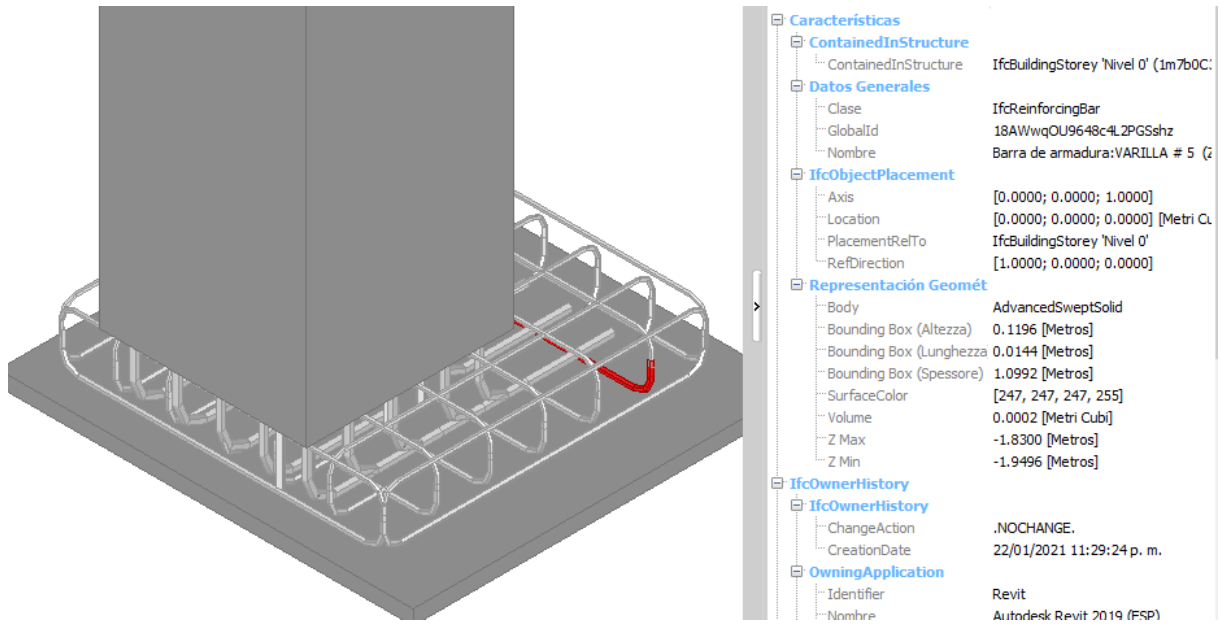 Características
ContainedInStructure
ContainedInStructure IfcBuildingStorey 'Nivel 0' (1m7b0C
Datos Generales
Clase IfcReinforcingBar
GlobalId 18AWwqOU9648c4L2PGSshz
Nombre Barra de armadura:VARILLA # 5 (2
IfcObjectPlacement
Axis [0.0000; 0.0000; 1.0000]
Location [0.0000; 0.0000; 0.0000] [Metri Cu
PlacementRelTo IfcBuildingStorey 'Nivel 0'
RefDirection [1.0000; 0.0000; 0.0000]
Representación Geomét
Body AdvancedSweptSolid
Bounding Box (Altezza) 0.1196 [Metros]
Bounding Box (Lunghezza 0.0144 [Metros]
Bounding Box (Spessore) 1.0992 [Metros]
SurfaceColor [247, 247, 247, 255]
Volume 0.0002 [Metri Cubi]
Z Max -1.8300 [Metros]
Z Min -1.9496 [Metros]
IfcOwnerHistory
IfcOwnerHistory
ChangeAction .NOCHANGE.
CreationDate 22/01/2021 11:29:24 p. m.
OwningApplication
Identifier Revit
Nombre Autodesk Revit 2019 (ESP)